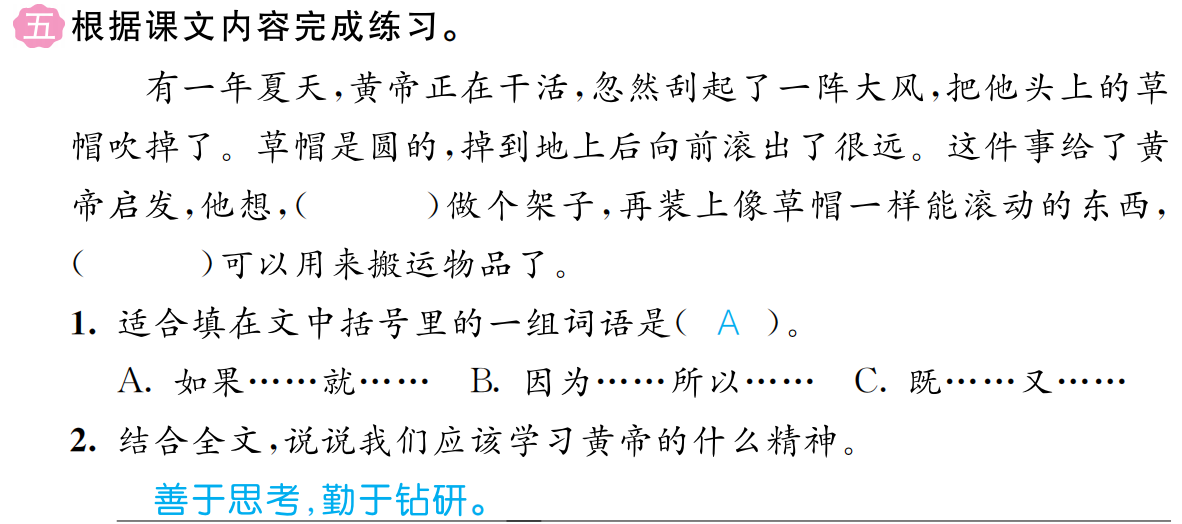 五 根据课文内容完成练习。
有一年夏天,黄帝正在干活,忽然刮起了一阵大风,把他头上的草
帽吹掉了。草帽是圆的,掉到地上后向前滚出了很远。这件事给了黄
帝启发,他想,(　　　)做个架子,再装上像草帽一样能滚动的东西,
(　　　)可以用来搬运物品了。
1. 适合填在文中括号里的一组词语是( A )。
A. 如果……就…… B. 因为……所以…… C. 既……又……
2. 结合全文,说说我们应该学习黄帝的什么精神。
善于思考,勤于钻研。